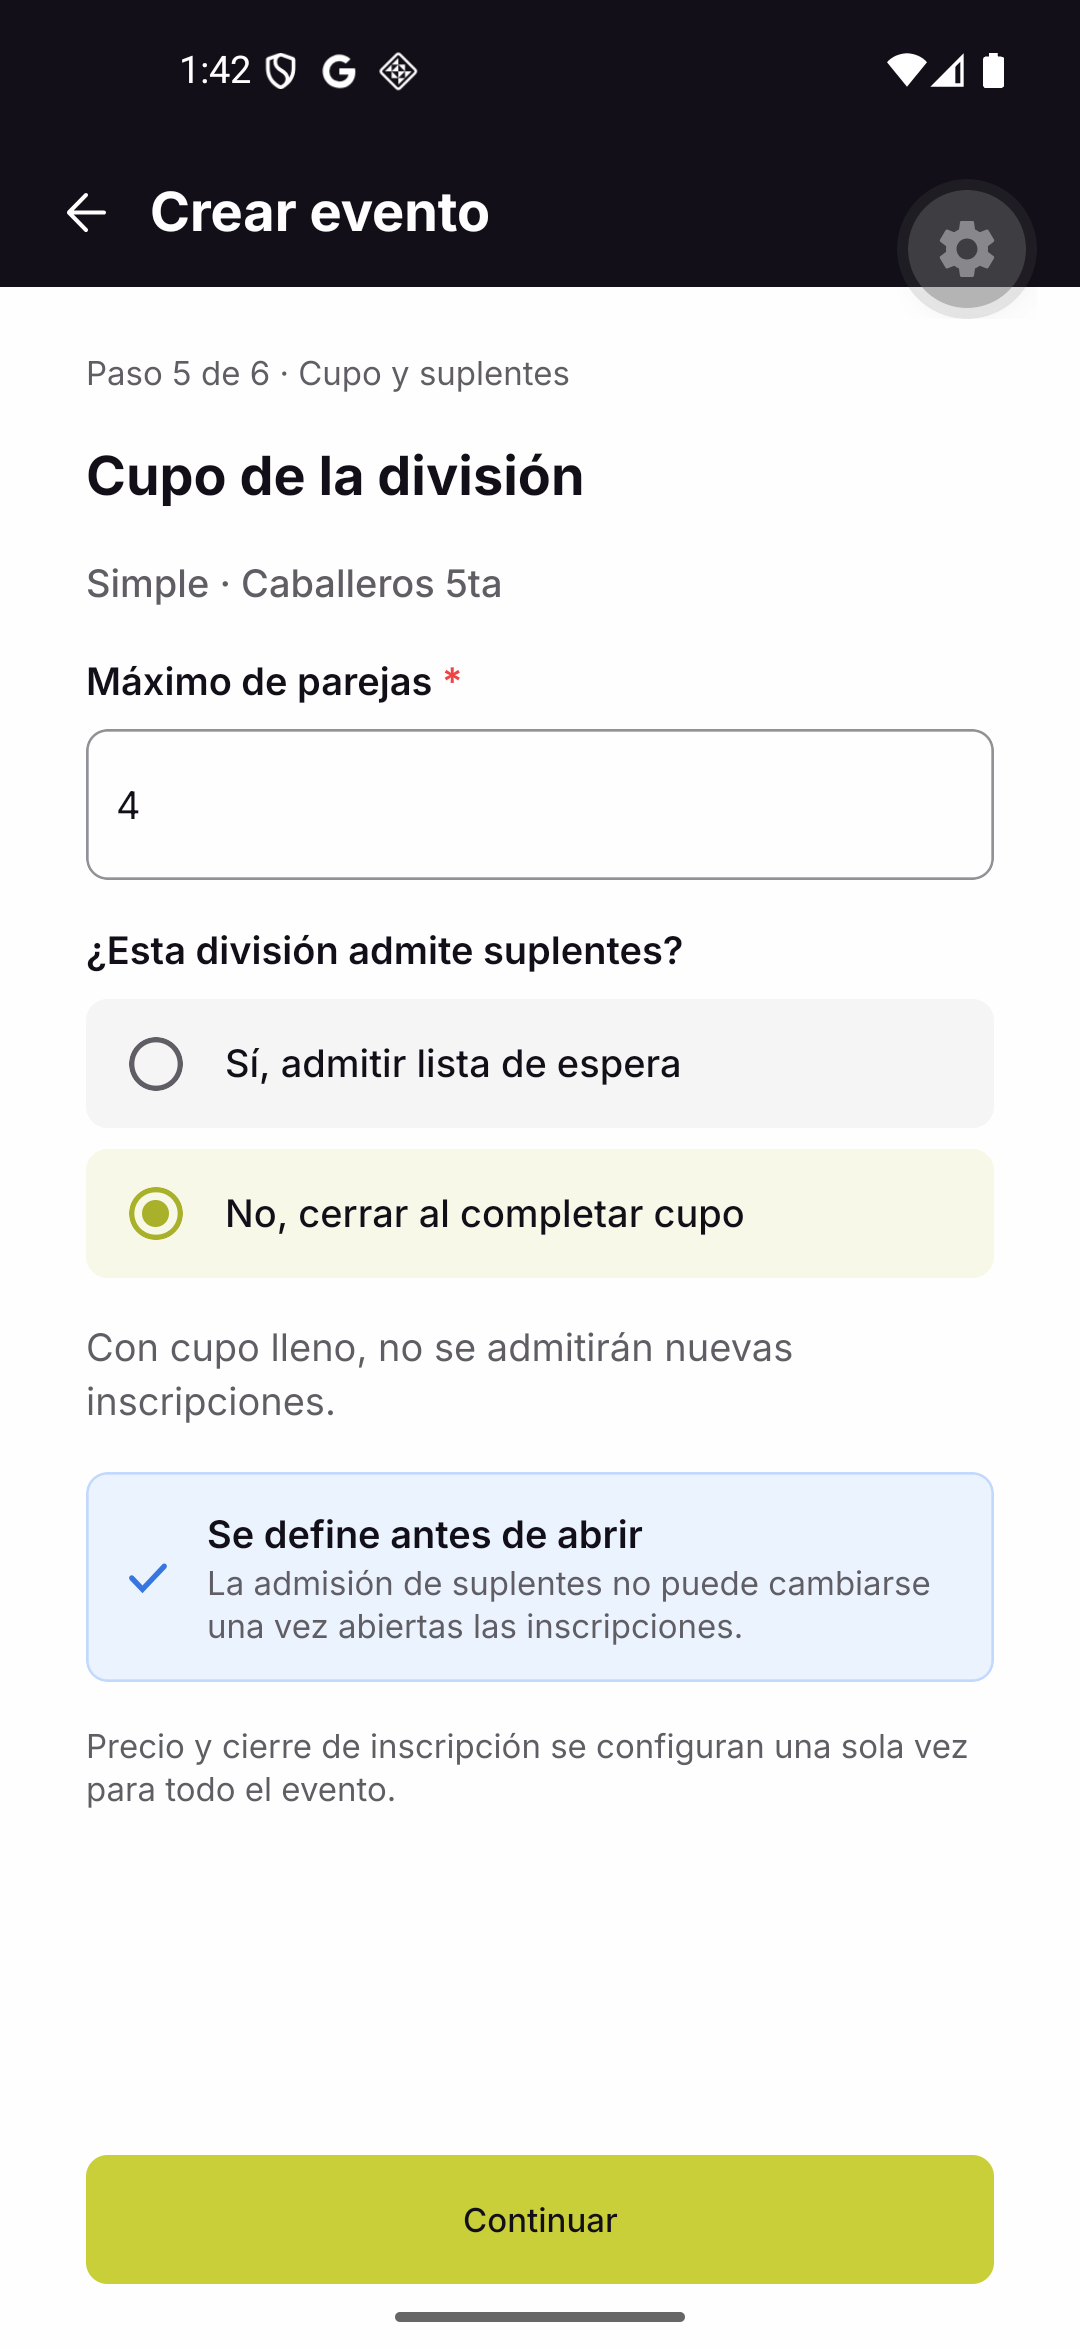 1:42
Crear evento
Paso 5 de 6 · Cupo y suplentes
Cupo de la división
Simple · Caballeros 5ta
Máximo de parejas *
4
¿Esta división admite suplentes?
Sí, admitir lista de espera
No, cerrar al completar cupo
Con cupo lleno, no se admitirán nuevas
inscripciones.
Se define antes de abrir
La admisión de suplentes no puede cambiarse
una vez abiertas las inscripciones.
Precio y cierre de inscripción se configuran una sola vez
para todo el evento.
Continuar